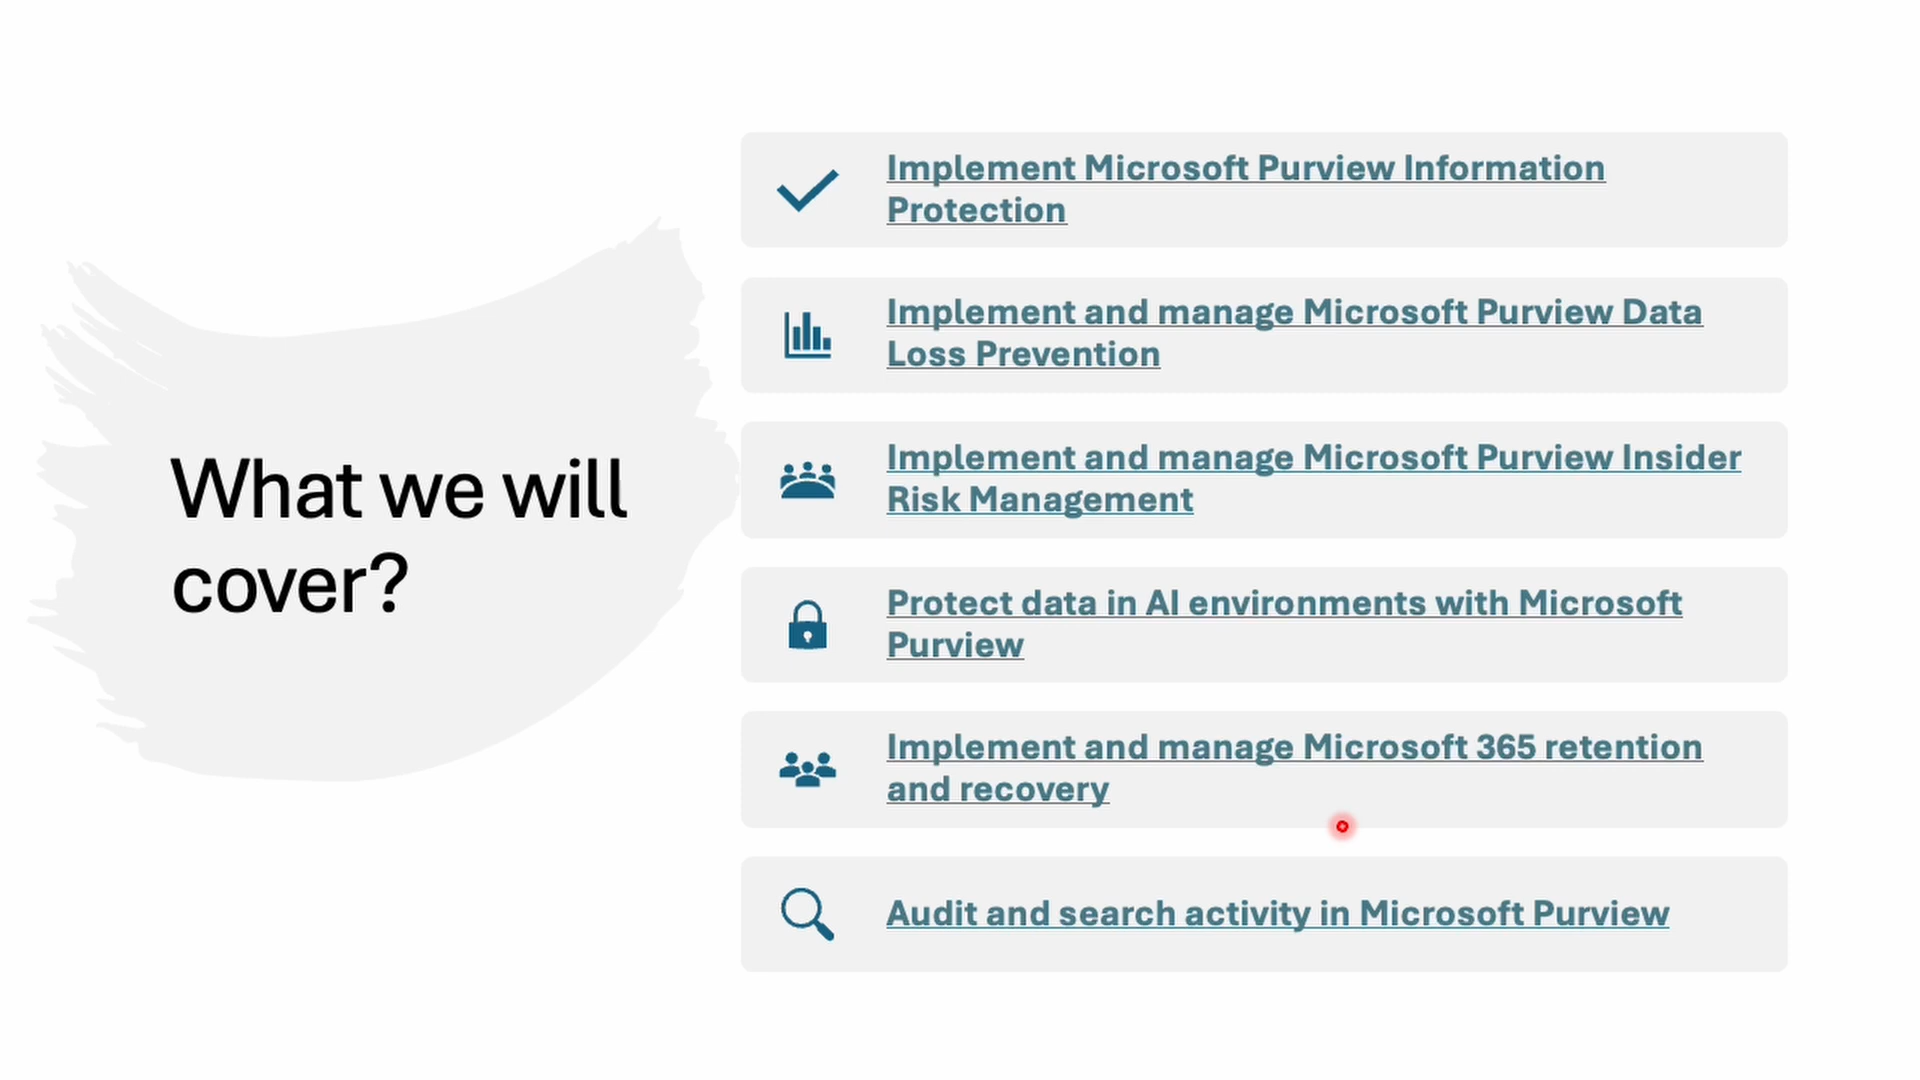 What we will
cover?
Implement Microsoft Purview Information
Protection
Implement and manage Microsoft Purview Data
Loss Prevention
Implement and manage Microsoft Purview Insider
Risk Management
Protect data in AI environments with Microsoft
Purview
Implement and manage Microsoft 365 retention
and recovery
Audit and search activity in Microsoft Purview